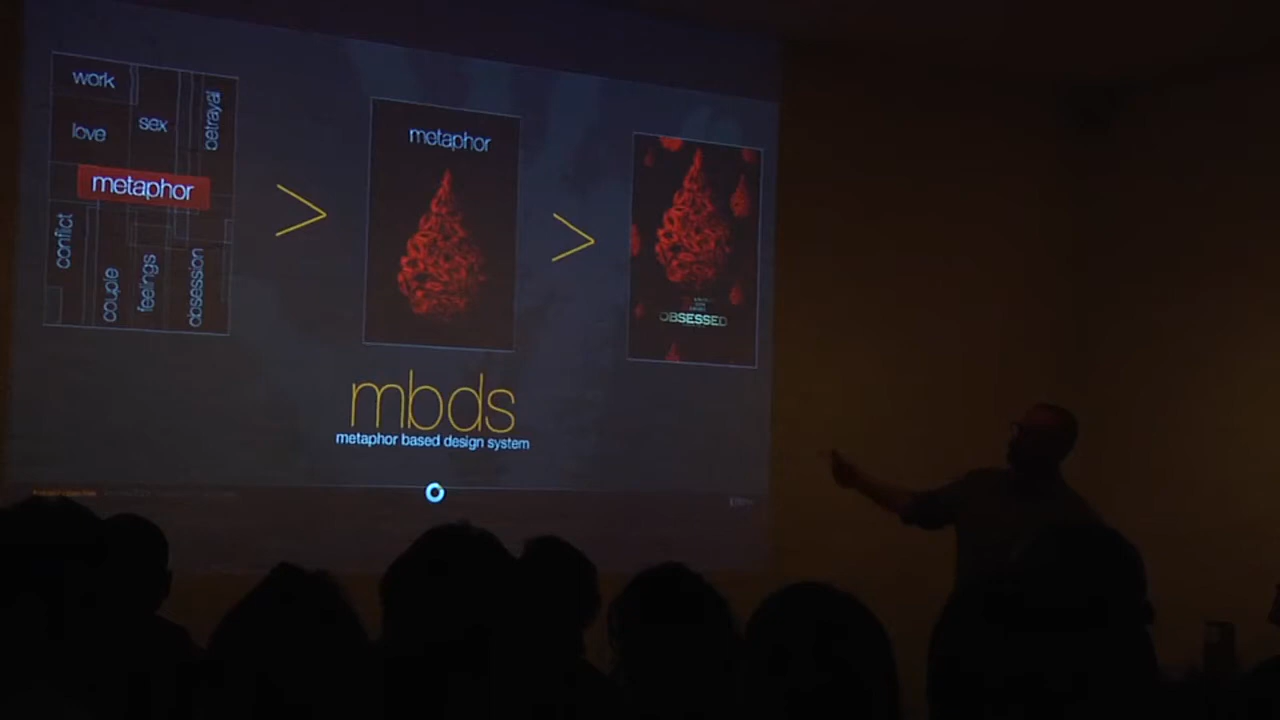 work
love
sex
betrayal
metaphor
conflict
couple
feelings
obsession
>
metaphor
>
OBSESSED
mbds
metaphor based design system